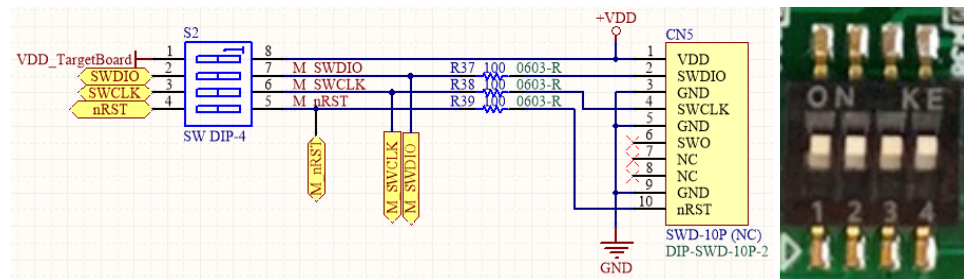 S2
VDD_TargetBoard 1 8
SWDIO 2 7 M_SWDIO
SWCLK 3 6 M_SWCLK
nRST 4 5 M_nRST
SW DIP-4
M_nRST
M_SWCLK
M_SWDIO
R37 100 0603-R
R38 100 0603-R
R39 100 0603-R
+VDD
CN5
1 VDD
2 SWDIO
3 GND
4 SWCLK
5 GND
6 SWO
7 NC
8 NC
9 GND
10 nRST
SWD-10P (NC)
DIP-SWD-10P-2
GND
ON KE
1 2 3 4